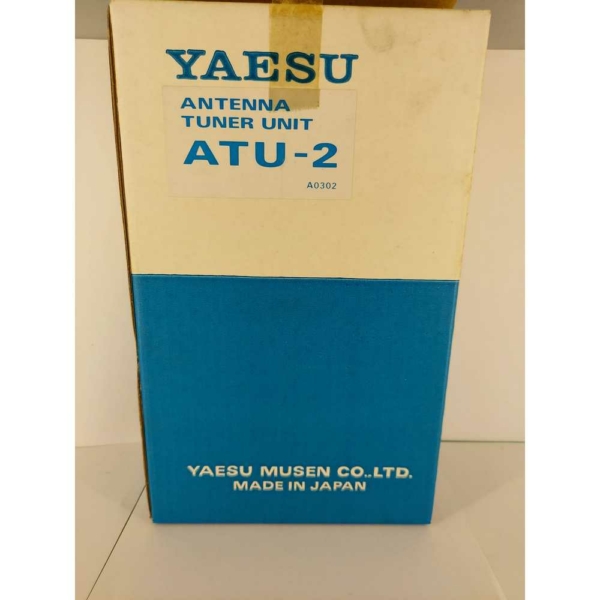 YAESU
ANTENNA
TUNER UNIT
ATU-2
A0302
YAESU MUSEN CO.,LTD.
MADE IN JAPAN